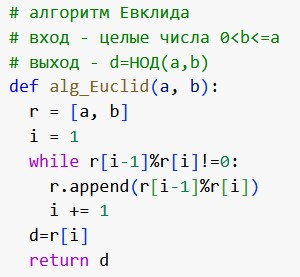 # алгоритм Евклида
# вход - целые числа 0<b<=a
# выход - d=НОД(a,b)
def alg_Euclid(a, b):
  r = [a, b]
  i = 1
  while r[i-1]%r[i]!=0:
    r.append(r[i-1]%r[i])
    i += 1
  d=r[i]
  return d